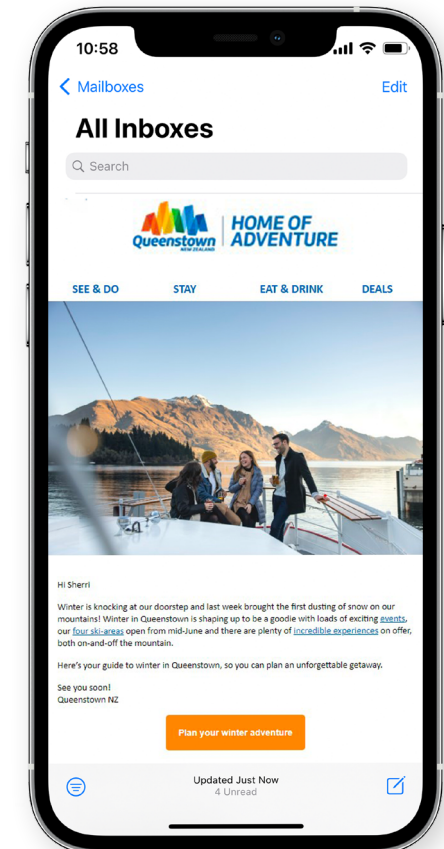 10:58
Mailboxes
Edit
All Inboxes
Search
Queenstown
NEW ZEALAND
HOME OF
ADVENTURE
SEE & DO STAY EAT & DRINK DEALS
Hi Sherri
Winter is knocking at our doorstep and last week brought the first dusting of snow on our
mountains! Winter in Queenstown is shaping up to be a goodie with loads of exciting events,
our four ski-areas open from mid-June and there are plenty of incredible experiences on offer,
both on-and-off the mountain.
Here's your guide to winter in Queenstown, so you can plan an unforgettable getaway.
See you soon!
Queenstown NZ
Plan your winter adventure
Updated Just Now
4 Unread